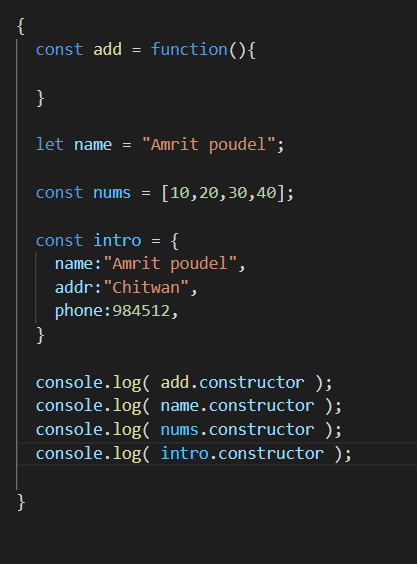 {
const add = function(){
}
let name = "Amrit poudel";
const nums = [10,20,30,40];
const intro = {
name:"Amrit poudel",
addr:"Chitwan",
phone:984512,
}
console.log( add.constructor );
console.log( name.constructor );
console.log( nums.constructor );
console.log( intro.constructor );
}